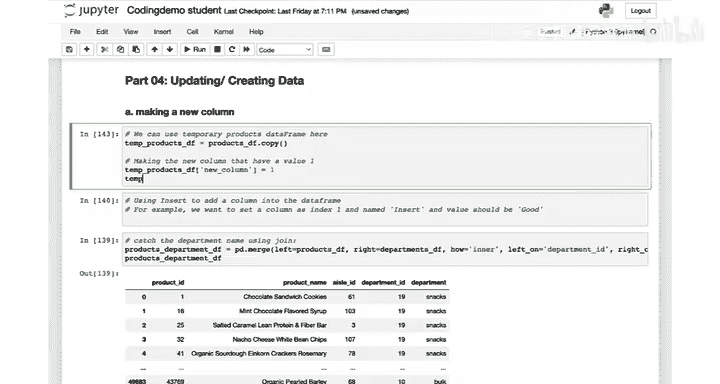 jupyter Codingdemo student Last Checkpoint: Last Friday at 7:11 PM (unsaved changes)
Logout
File Edit View Insert Cell Kernel Help
Run Code
Part 04: Updating/ Creating Data
a. making a new column
In [143]: # We can use temporary products dataFrame here
temp_products_df = products_df.copy()
# Making the new column that have a value 1
temp_products_df['new_column'] = 1
temp
In [140]: # Using Insert to add a column into the dataframe
# For example, we want to set a column as index 1 and named 'Insert' and value should be 'Good'
In [139]: # catch the department name using join:
products_department_df = pd.merge(left=products_df, right=departments_df, how='inner', left_on='department_id', right_o
products_department_df
Out[139]:
product_id product_name aisle_id department_id department
0 1 Chocolate Sandwich Cookies 61 19 snacks
1 16 Mint Chocolate Flavored Syrup 103 19 snacks
2 25 Salted Caramel Lean Protein & Fiber Bar 3 19 snacks
3 32 Nacho Cheese White Bean Chips 107 19 snacks
4 41 Organic Sourdough Einkorn Crackers Rosemary 78 19 snacks
... ... ... ... ... ...
49683 43769 Organic Pearled Barley 68 10 bulk